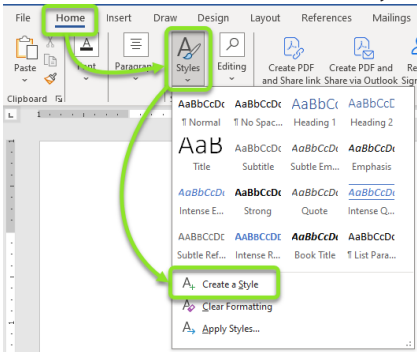 File Home Insert Draw Design Layout References Mailings
Paste Font Paragraph Styles Editing Create PDF and Share link Create PDF and Share via Outlook
Clipboard
AaBbCcDc AaBbCcDc AaBbCc AaBbCcE
¶ Normal ¶ No Spac... Heading 1 Heading 2
AaB AaBbCcD AaBbCcDc AaBbCcDc
Title Subtitle Subtle Em... Emphasis
AaBbCcDc AaBbCcDc AaBbCcDc AaBbCcDc
Intense E... Strong Quote Intense Q...
AABBCCDC AABBCCDC AaBbCcDc AaBbCcDc
Subtle Ref... Intense R... Book Title ¶ List Para...
Create a Style
Clear Formatting
Apply Styles...